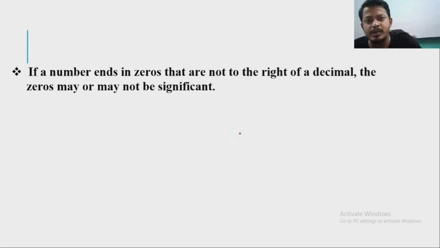 ❖ If a number ends in zeros that are not to the right of a decimal, the
zeros may or may not be significant.
Activate Windows
Go to PC settings to activate Windows.